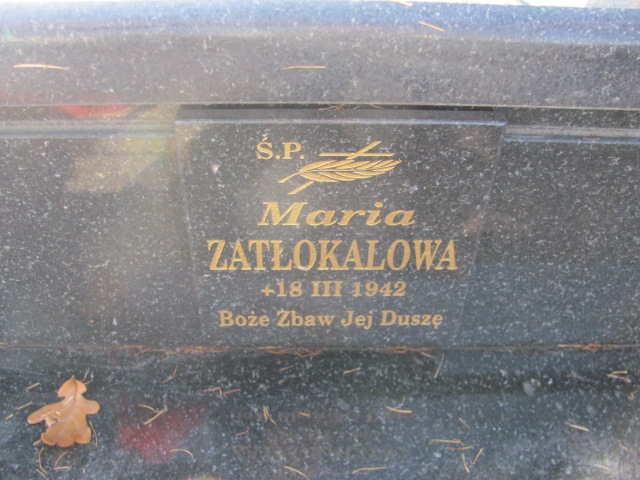 Ś.P.
Maria
ZATŁOKALOWA
+18 III 1942
Boże Zbaw Jej Duszę